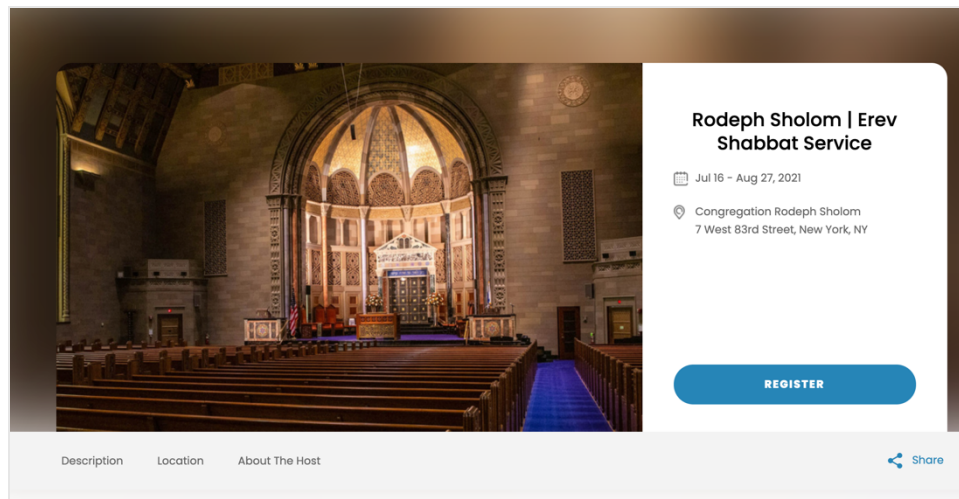 Rodeph Sholom | Erev
Shabbat Service
Jul 16 - Aug 27, 2021
Congregation Rodeph Sholom
7 West 83rd Street, New York, NY
REGISTER
Description
Location
About The Host
Share